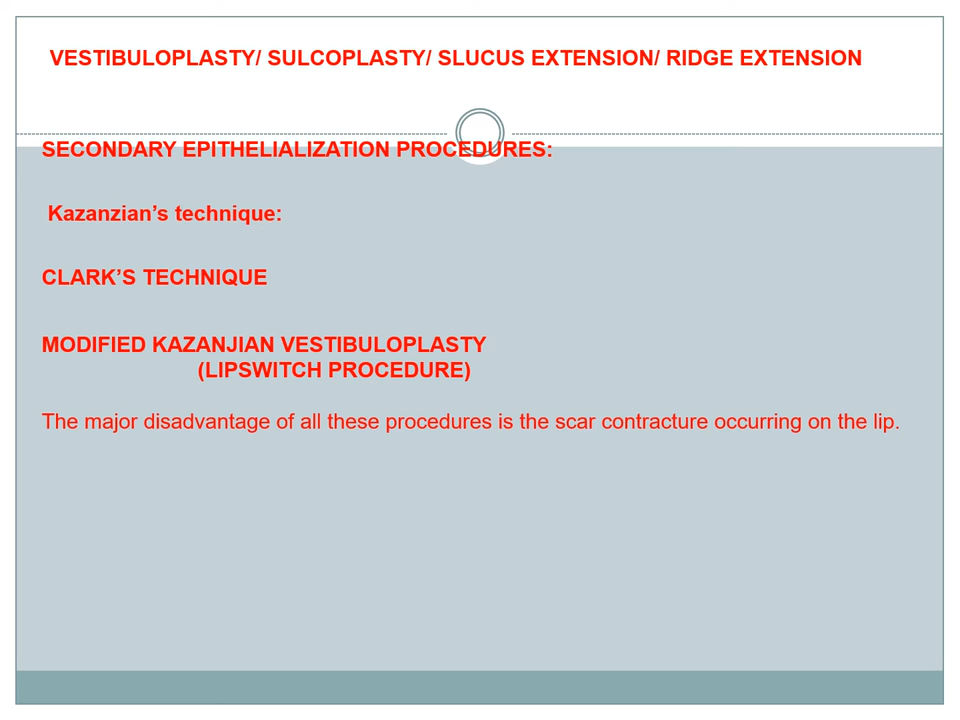 VESTIBULOPLASTY/ SULCOPLASTY/ SLUCUS EXTENSION/ RIDGE EXTENSION
SECONDARY EPITHELIALIZATION PROCEDURES:
Kazanzian’s technique:
CLARK’S TECHNIQUE
MODIFIED KAZANJIAN VESTIBULOPLASTY
(LIPSWITCH PROCEDURE)
The major disadvantage of all these procedures is the scar contracture occurring on the lip.